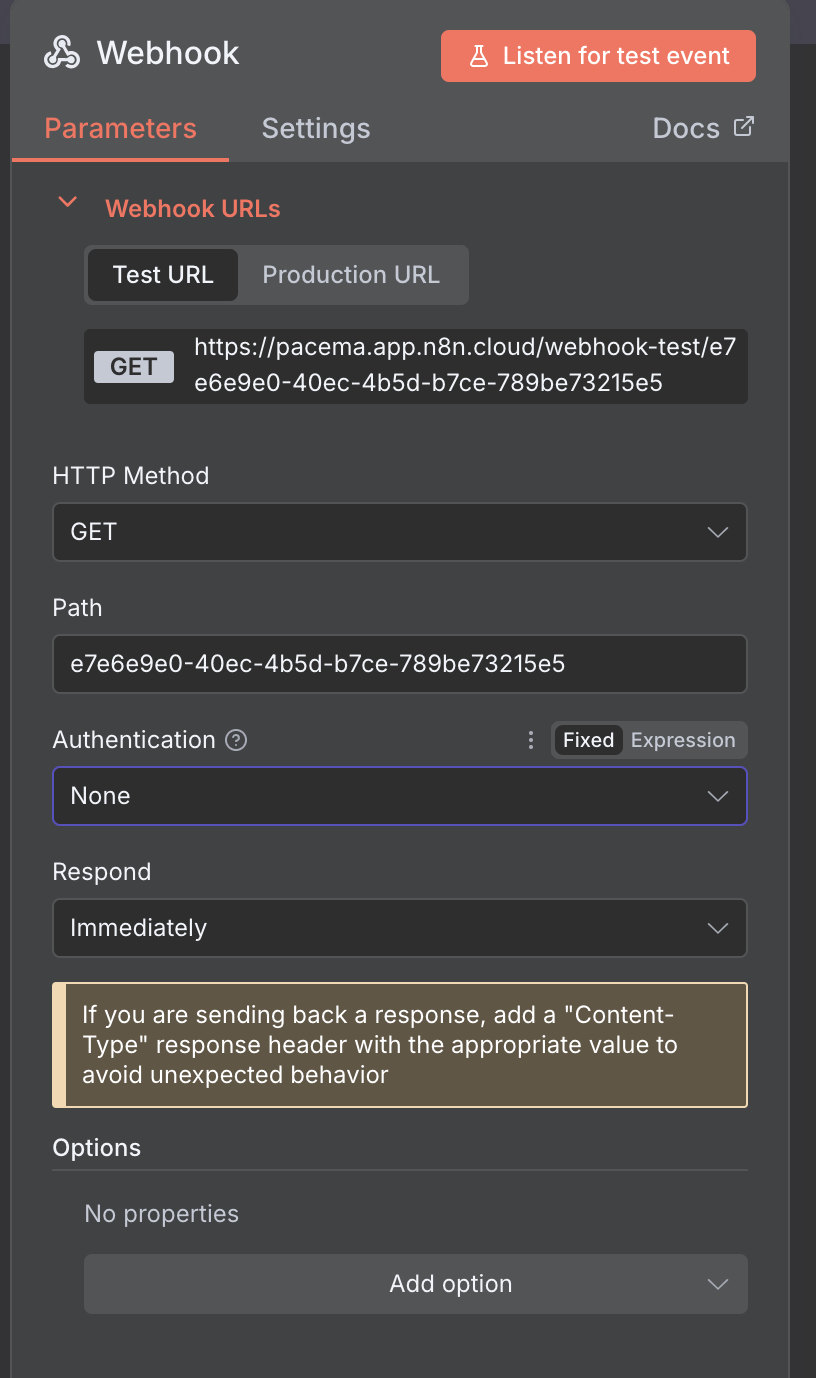 Webhook
Listen for test event
Parameters
Settings
Docs
Webhook URLs
Test URL
Production URL
GET
https://pacema.app.n8n.cloud/webhook-test/e7
e6e9e0-40ec-4b5d-b7ce-789be73215e5
HTTP Method
GET
Path
e7e6e9e0-40ec-4b5d-b7ce-789be73215e5
Authentication
Fixed
Expression
None
Respond
Immediately
If you are sending back a response, add a "Content-
Type" response header with the appropriate value to
avoid unexpected behavior
Options
No properties
Add option